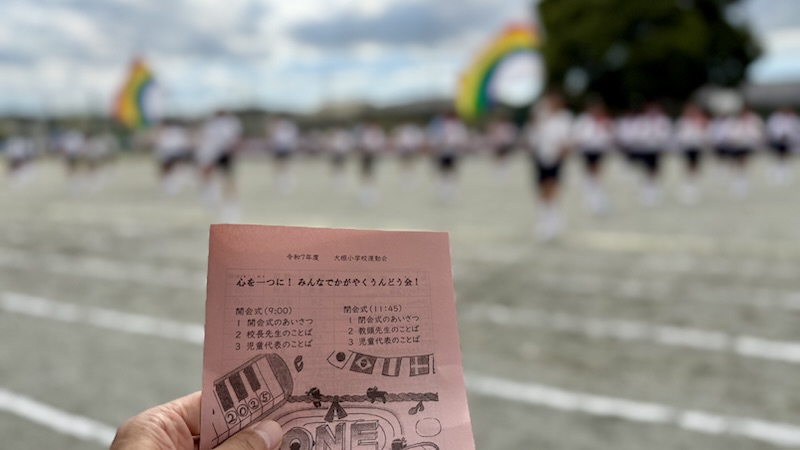 令和7年度　大根小学校運動会
心を一つに！みんなでかがやくうんどう会！
開会式(9:00)
1 開会式のあいさつ
2 校長先生のことば
3 児童代表のことば
閉会式(11:45)
1 閉会式のあいさつ
2 教頭先生のことば
3 児童代表のことば
2025
ONE